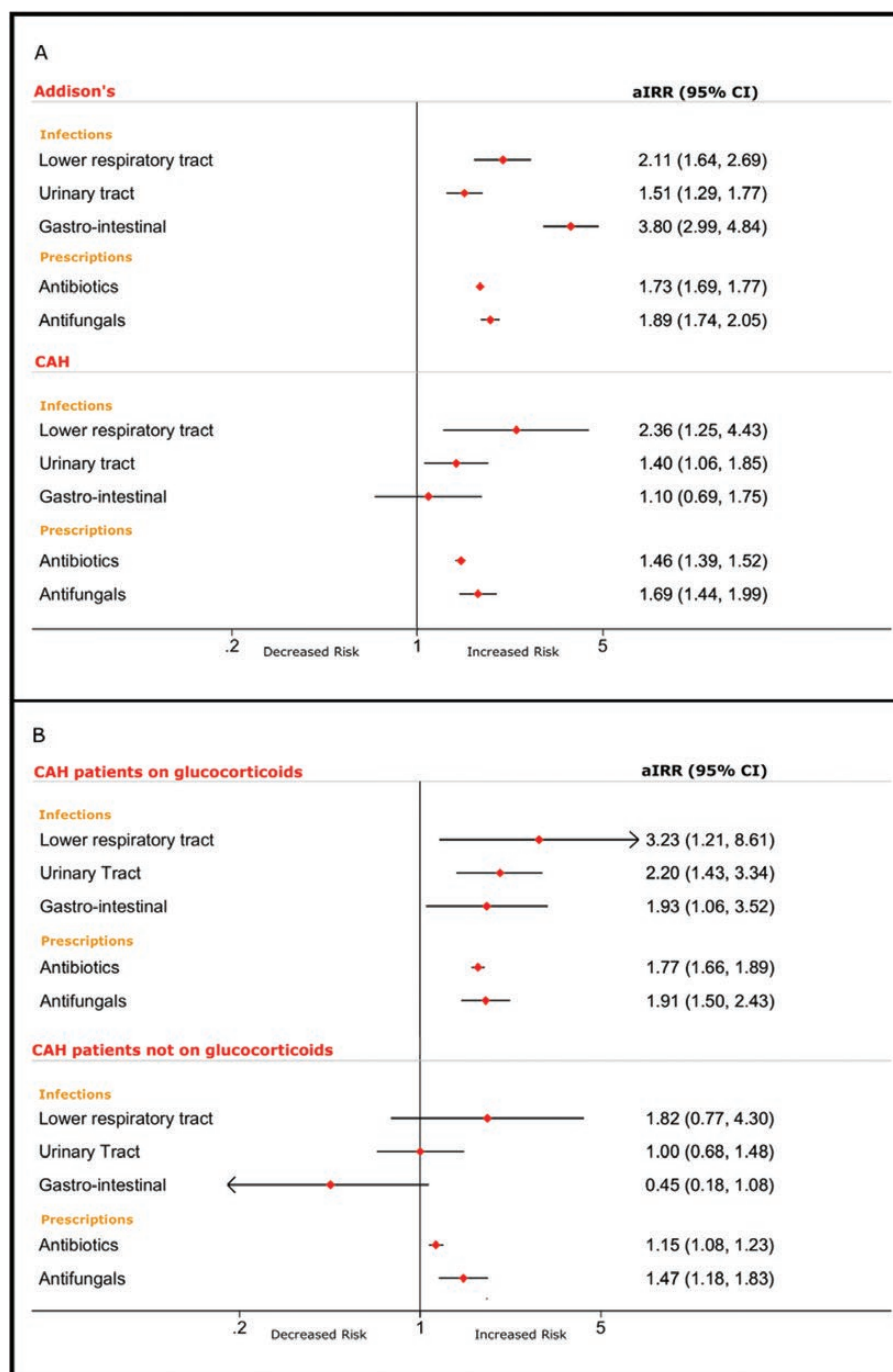 A
Addison's aIRR (95% CI)
Infections
Lower respiratory tract 2.11 (1.64, 2.69)
Urinary tract 1.51 (1.29, 1.77)
Gastro-intestinal 3.80 (2.99, 4.84)
Prescriptions
Antibiotics 1.73 (1.69, 1.77)
Antifungals 1.89 (1.74, 2.05)
CAH
Infections
Lower respiratory tract 2.36 (1.25, 4.43)
Urinary tract 1.40 (1.06, 1.85)
Gastro-intestinal 1.10 (0.69, 1.75)
Prescriptions
Antibiotics 1.46 (1.39, 1.52)
Antifungals 1.69 (1.44, 1.99)
.2 Decreased Risk 1 Increased Risk 5
B
CAH patients on glucocorticoids aIRR (95% CI)
Infections
Lower respiratory tract 3.23 (1.21, 8.61)
Urinary Tract 2.20 (1.43, 3.34)
Gastro-intestinal 1.93 (1.06, 3.52)
Prescriptions
Antibiotics 1.77 (1.66, 1.89)
Antifungals 1.91 (1.50, 2.43)
CAH patients not on glucocorticoids
Infections
Lower respiratory tract 1.82 (0.77, 4.30)
Urinary Tract 1.00 (0.68, 1.48)
Gastro-intestinal 0.45 (0.18, 1.08)
Prescriptions
Antibiotics 1.15 (1.08, 1.23)
Antifungals 1.47 (1.18, 1.83)
.2 Decreased Risk 1 Increased Risk 5